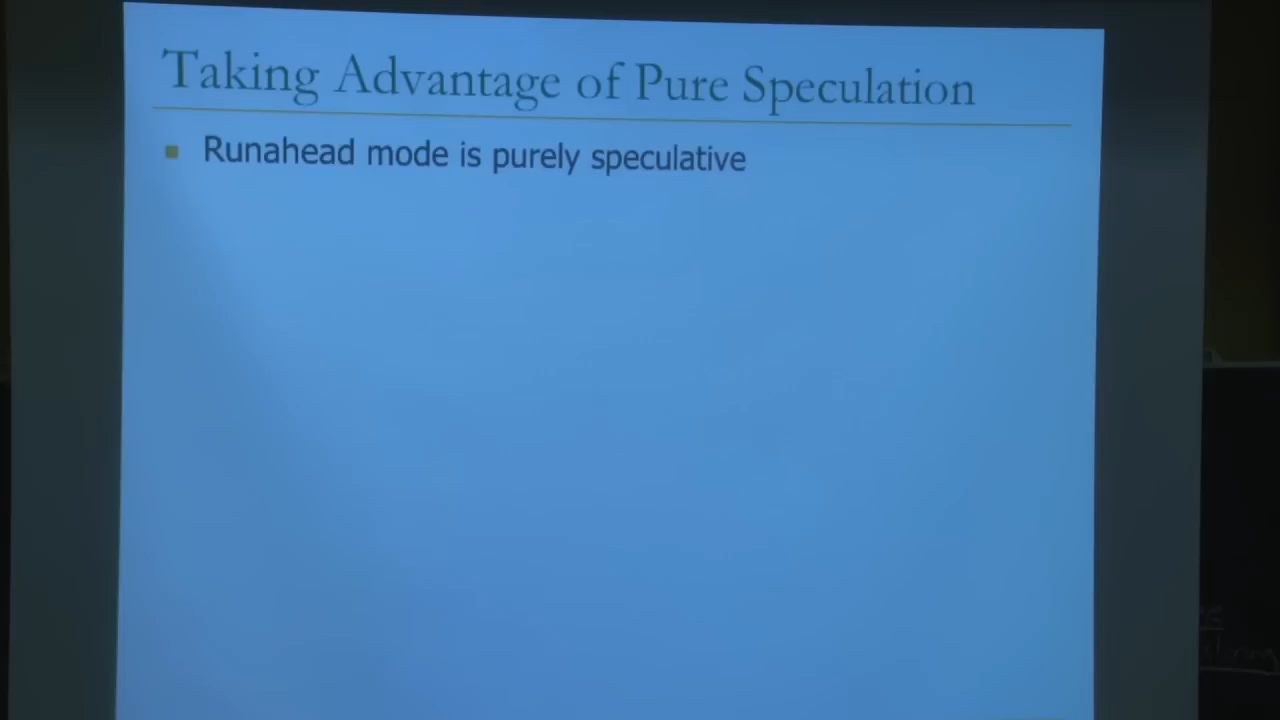 Taking Advantage of Pure Speculation
Runahead mode is purely speculative